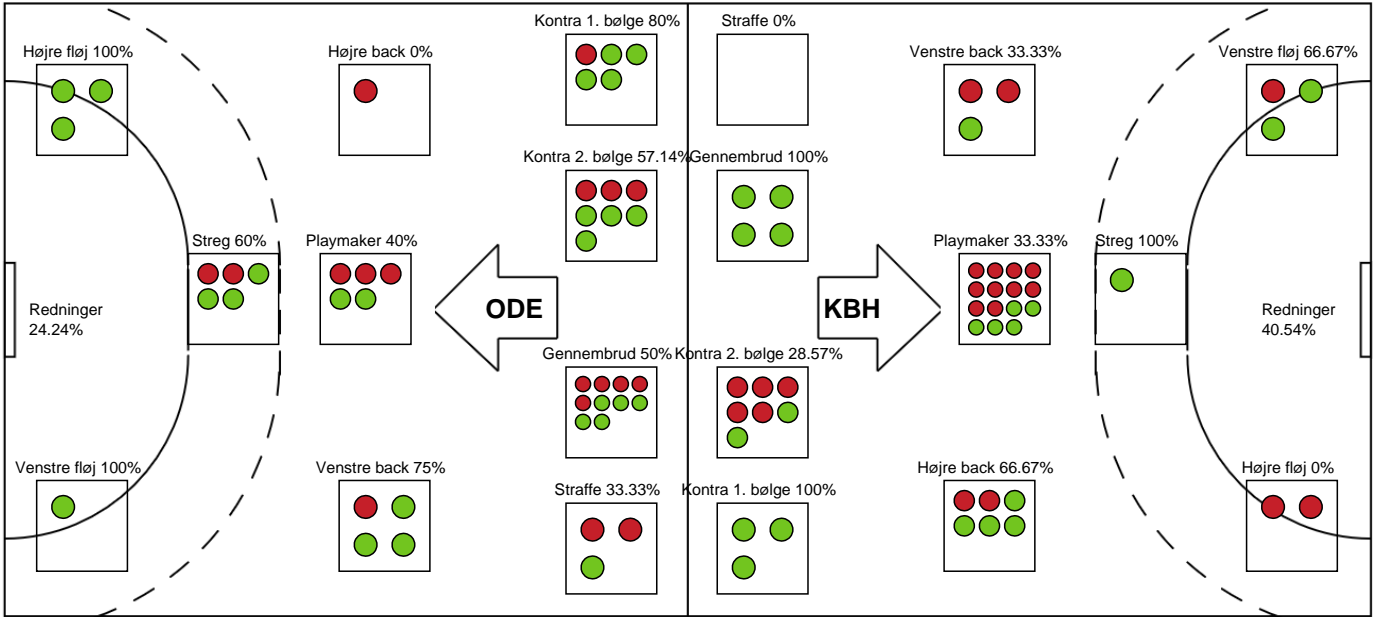 Kontra 1. bølge 80%
Straffe 0%
Højre fløj 100%
Højre back 0%
Venstre back 33.33%
Venstre fløj 66.67%
Kontra 2. bølge 57.14%
Gennembrud 100%
Streg 60%
Playmaker 40%
Playmaker 33.33%
Streg 100%
Redninger
24.24%
ODE
KBH
Redninger
40.54%
Gennembrud 50%
Kontra 2. bølge 28.57%
Venstre fløj 100%
Venstre back 75%
Straffe 33.33%
Kontra 1. bølge 100%
Højre back 66.67%
Højre fløj 0%